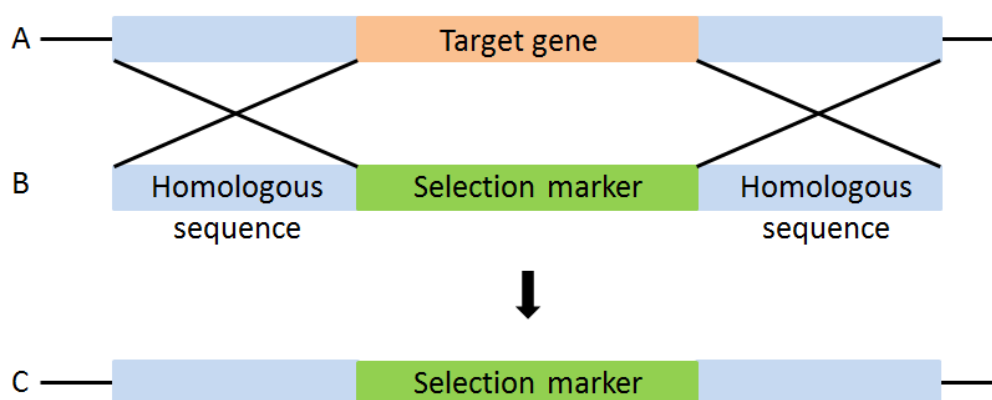 A Target gene
B Homologous Selection marker Homologous
sequence sequence
C Selection marker